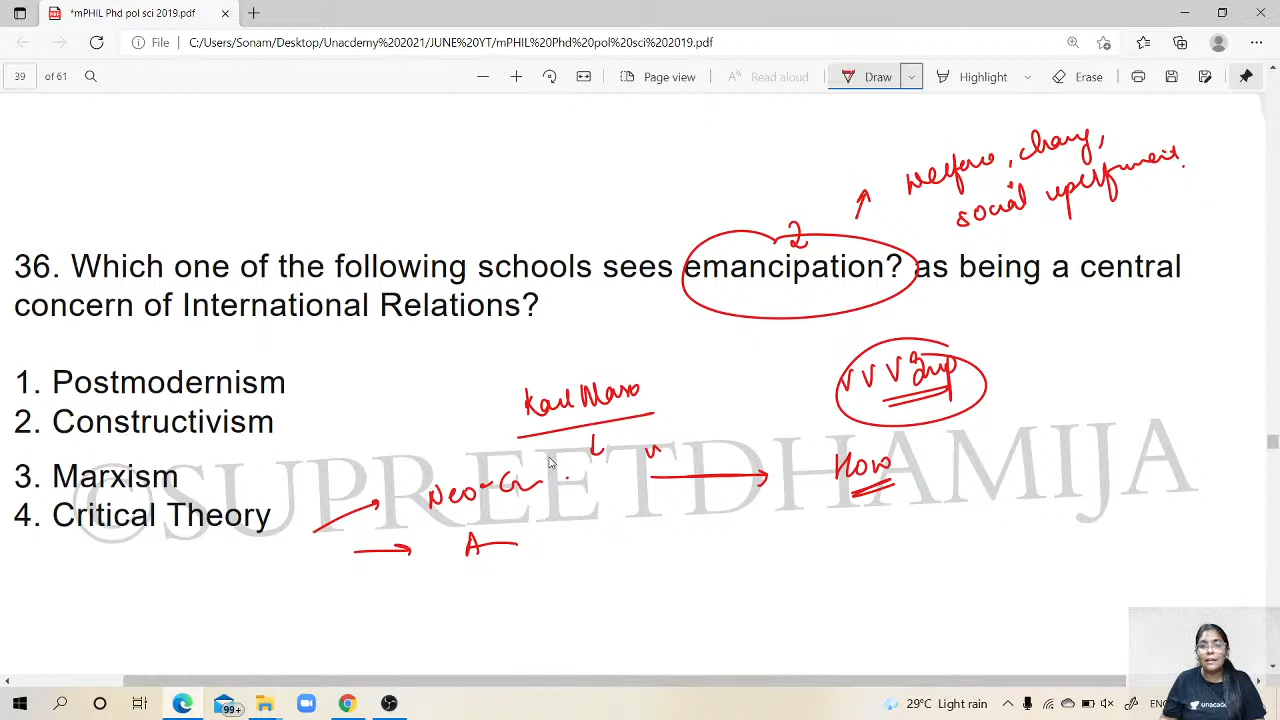 *mPHIL Phd pol sci 2019.pdf
File C:/Users/Sonam/Desktop/Unacdemy%202021/JUNE%20YT/mPHIL%20Phd%20pol%20sci%202019.pdf
39 of 61 Page view Read aloud Draw Highlight Erase
Welfare,
social
2
36. Which one of the following schools sees emancipation? as being a central
concern of International Relations?
V V V Imp
1. Postmodernism
Karl Marx
2. Constructivism
©SUPREETDHAMIJA
3. Marxism
How
Neo-
4. Critical Theory
A
unacademy
99+
29°C Light rain